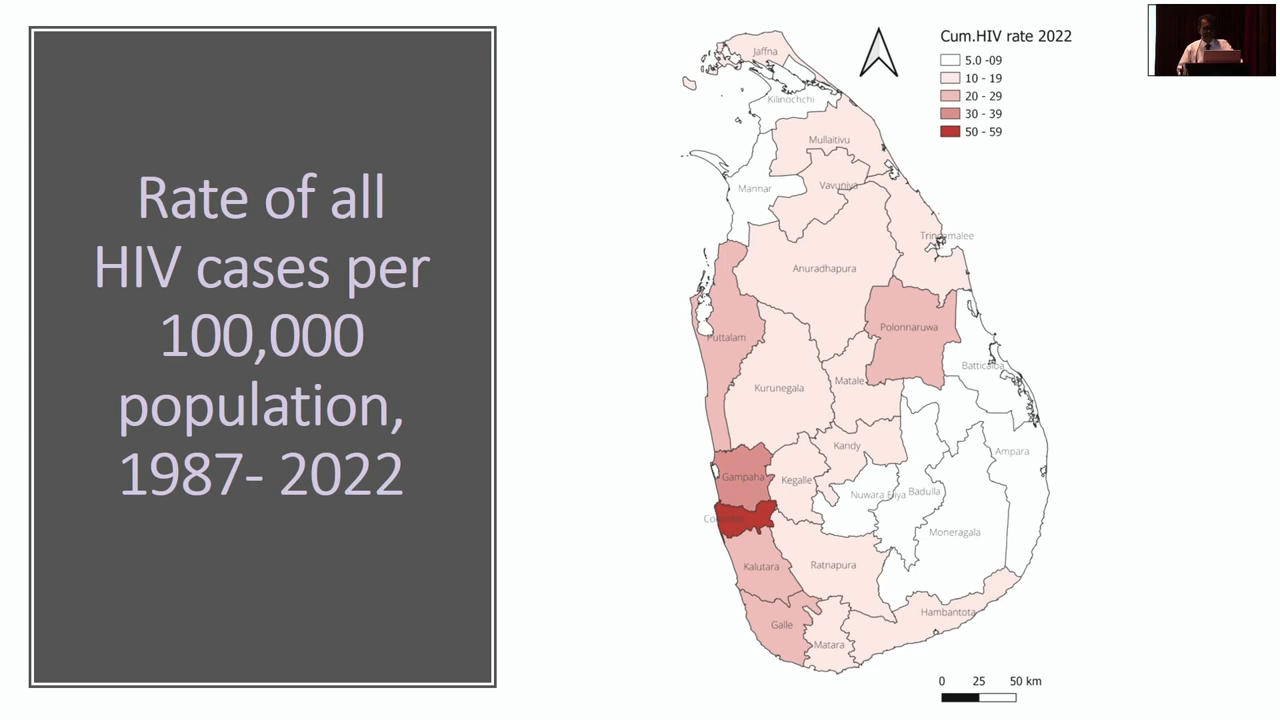 Rate of all
HIV cases per
100,000
population,
1987- 2022
Cum.HIV rate 2022
5.0 -09
10 - 19
20 - 29
30 - 39
50 - 59
Jaffna
Kilinochchi
Mullaitivu
Mannar
Vavuniya
Trincomalee
Anuradhapura
Polonnaruwa
Puttalam
Batticaloa
Matale
Kurunegala
Kandy
Ampara
Gampaha
Kegalle
Nuwara Eliya
Badulla
Colombo
Moneragala
Kalutara
Ratnapura
Hambantota
Galle
Matara
0 25 50 km